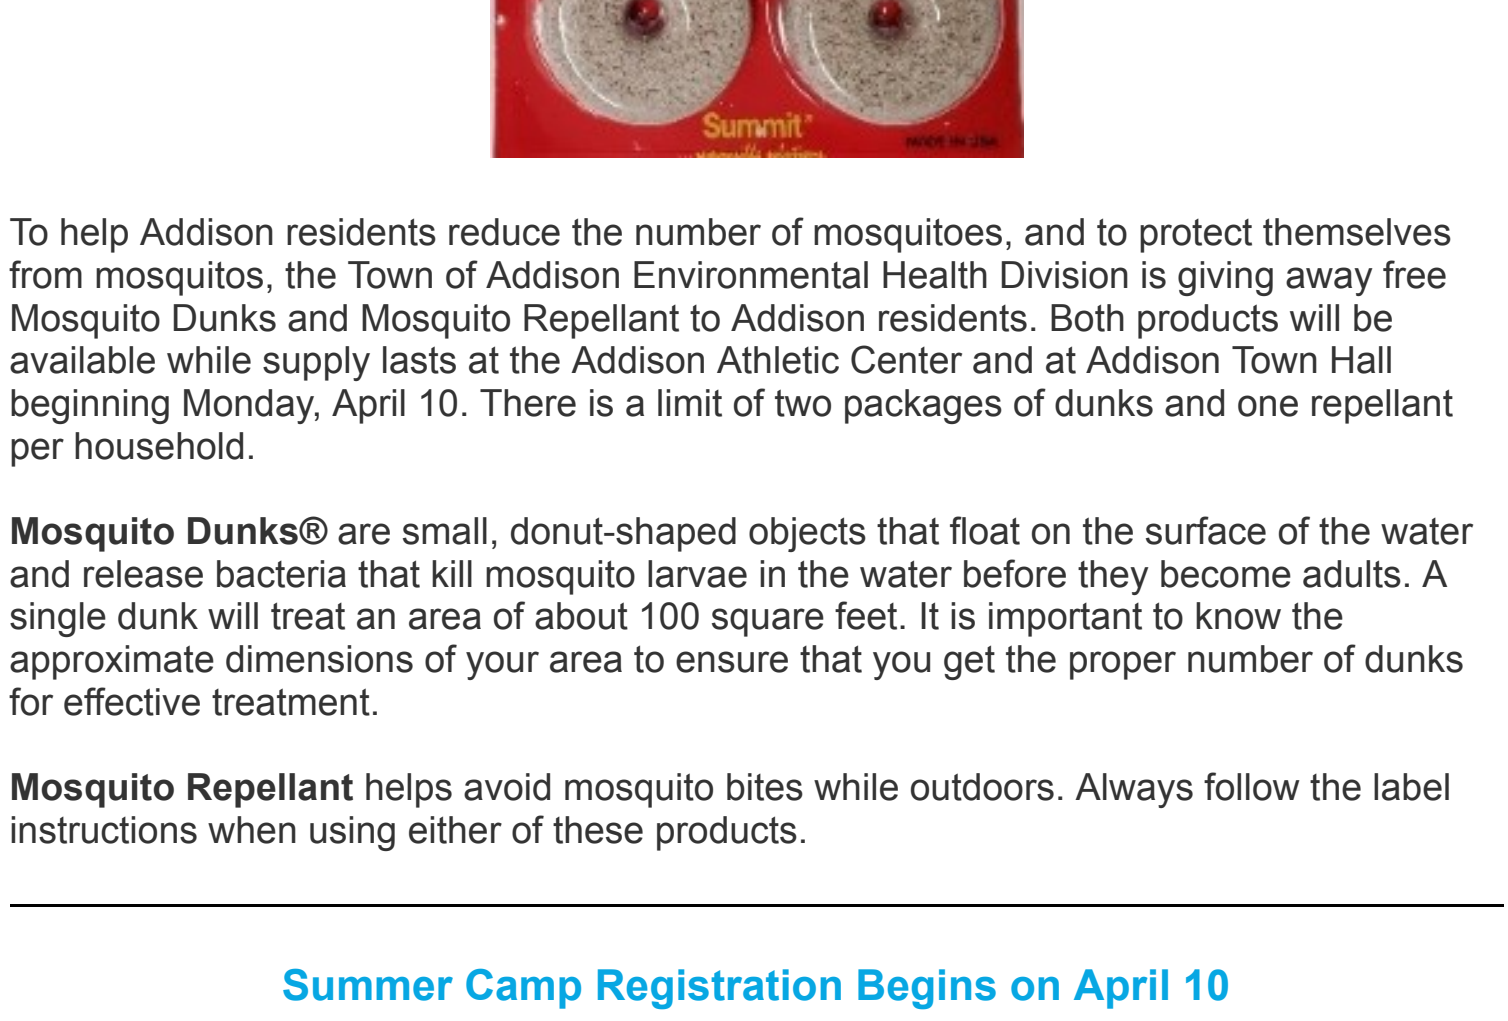 Summit
MADE IN USA
To help Addison residents reduce the number of mosquitoes, and to protect themselves
from mosquitos, the Town of Addison Environmental Health Division is giving away free
Mosquito Dunks and Mosquito Repellant to Addison residents. Both products will be
available while supply lasts at the Addison Athletic Center and at Addison Town Hall
beginning Monday, April 10. There is a limit of two packages of dunks and one repellant
per household.
Mosquito Dunks® are small, donut-shaped objects that float on the surface of the water
and release bacteria that kill mosquito larvae in the water before they become adults. A
single dunk will treat an area of about 100 square feet. It is important to know the
approximate dimensions of your area to ensure that you get the proper number of dunks
for effective treatment.
Mosquito Repellant helps avoid mosquito bites while outdoors. Always follow the label
instructions when using either of these products.
Summer Camp Registration Begins on April 10